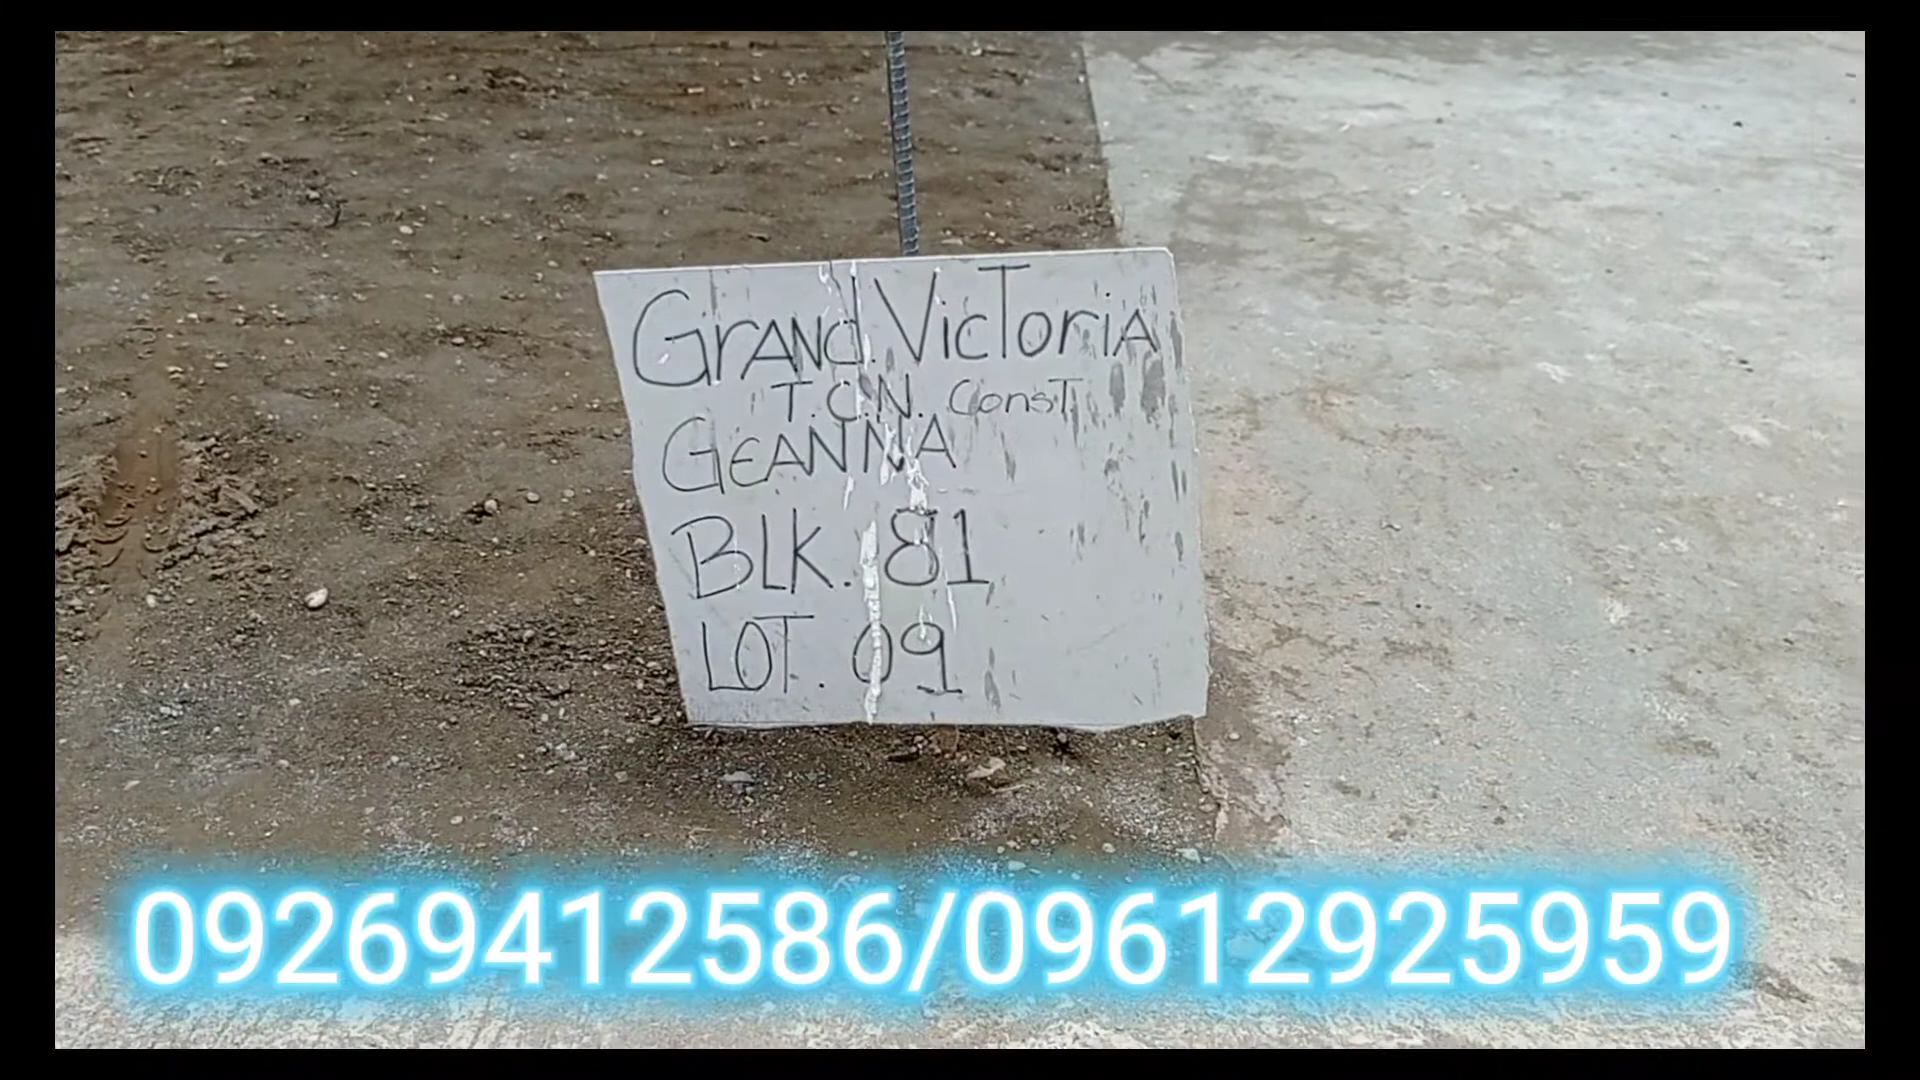 Grand Victoria
T.C.N. Const
GEANNA
BLK. 81
LOT. 09
09269412586/09612925959